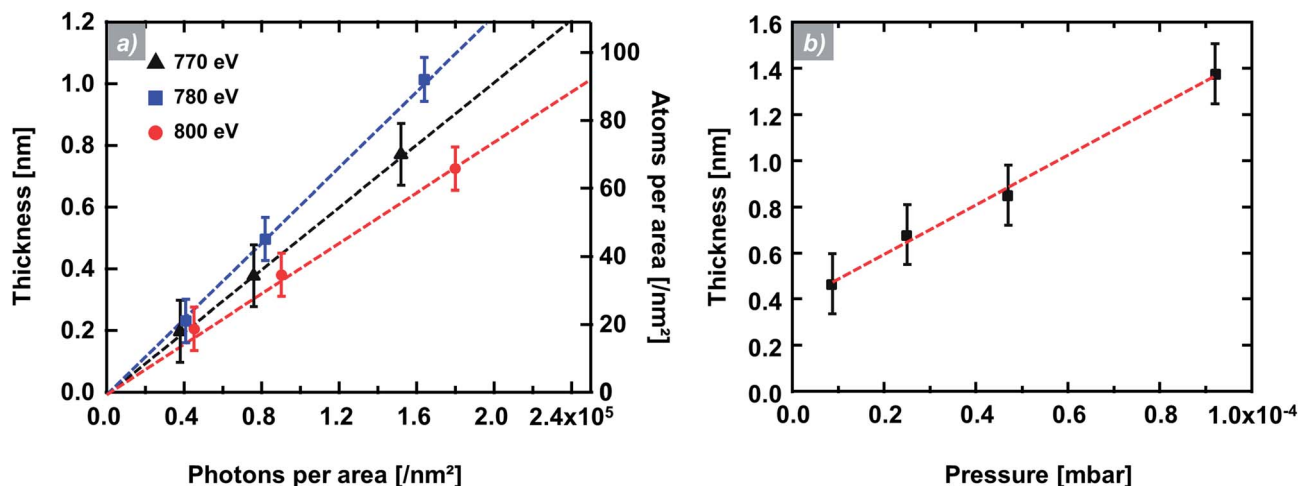 a)
770 eV
780 eV
800 eV
1.2
1.0
0.8
0.6
0.4
0.2
0.0
Thickness [nm]
100
80
60
40
20
0
Atoms per area [/nm²]
0.0 0.4 0.8 1.2 1.6 2.0 2.4x10⁵
Photons per area [/nm²]
b)
1.6
1.4
1.2
1.0
0.8
0.6
0.4
0.2
0.0
Thickness [nm]
0.0 0.2 0.4 0.6 0.8 1.0x10⁻⁴
Pressure [mbar]